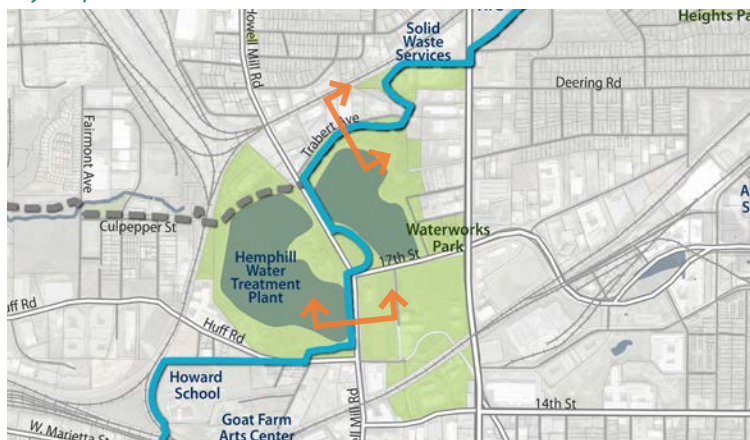 Howell Mill Rd
Solid
Waste
Services
Heights Pa
Deering Rd
Fairmont Ave
Trabert Ave
Culpepper St
Waterworks
Park
17th St
Hemphill
Water
Treatment
Plant
uff Rd
Huff Rd
A
S
Howard
School
14th St
Goat Farm
Arts Center
W. Marietta St
ell Mill Rd